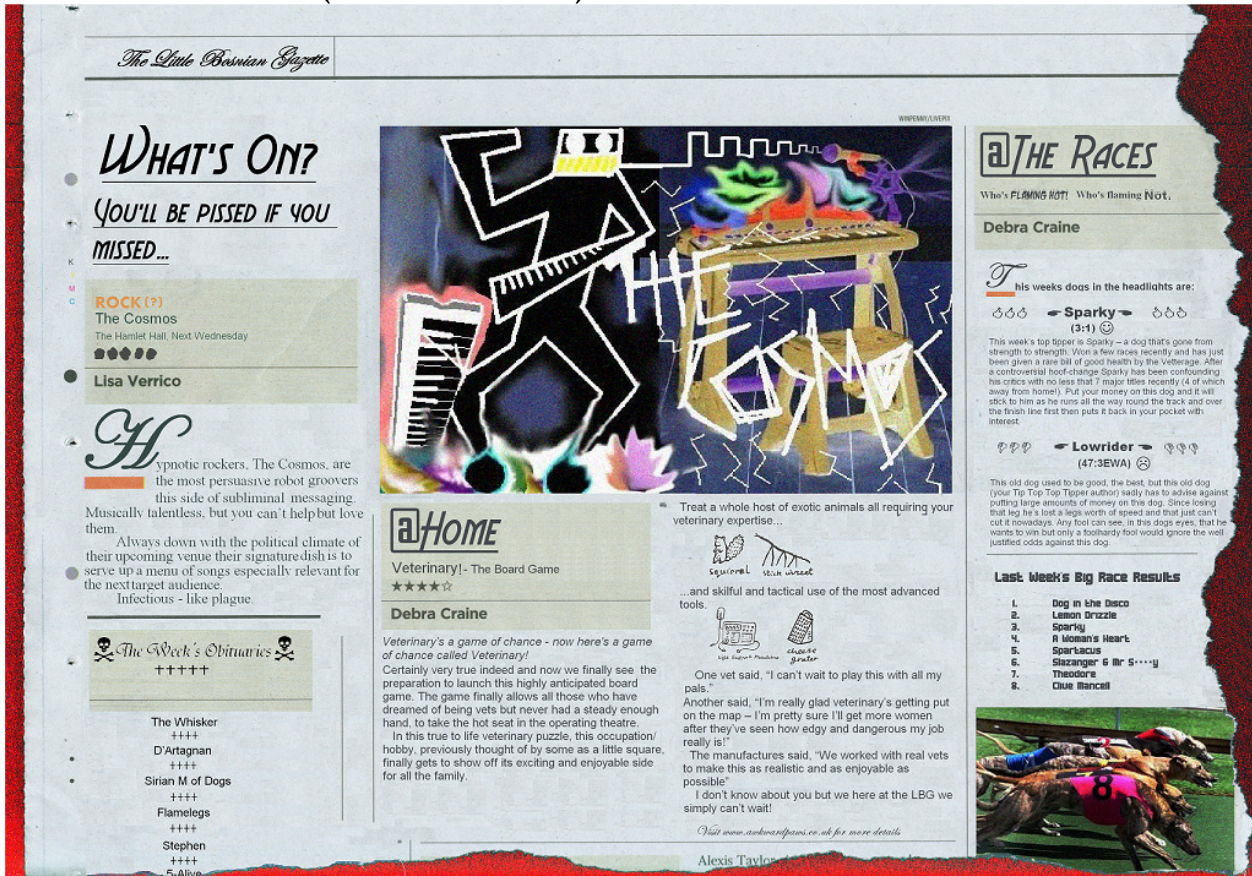 The Little Bosnian Gazette
WHAT'S ON?
YOU'LL BE PISSED IF YOU
MISSED...
K
Y
M
C
ROCK (?)
The Cosmos
The Hamlet Hall, Next Wednesday
Lisa Verrico
Hypnotic rockers, The Cosmos, are
the most persuasive robot groovers
this side of subliminal messaging.
Musically talentless, but you can't help but love
them.
Always down with the political climate of
their upcoming venue their signature dish is to
serve up a menu of songs especially relevant for
the next target audience.
Infectious - like plague.
The Week's Obituaries
+++++
The Whisker
++++
D'Artagnan
++++
Sirian M of Dogs
++++
Flamelegs
++++
Stephen
++++
5-Alive
WINPENNY/LIVEPIX
THE
COSMOS
@HOME
Veterinary! - The Board Game
★★★★☆
Debra Craine
Veterinary's a game of chance - now here's a game
of chance called Veterinary!
Certainly very true indeed and now we finally see the
preparation to launch this highly anticipated board
game. The game finally allows all those who have
dreamed of being vets but never had a steady enough
hand, to take the hot seat in the operating theatre.
In this true to life veterinary puzzle, this occupation/
hobby, previously thought of by some as a little square,
finally gets to show off its exciting and enjoyable side
for all the family.
Treat a whole host of exotic animals all requiring your
veterinary expertise...
squirrel stick insect
...and skilful and tactical use of the most advanced
tools.
cheese
grater
One vet said, "I can't wait to play this with all my
pals."
Another said, "I'm really glad veterinary's getting put
on the map – I'm pretty sure I'll get more women
after they've seen how edgy and dangerous my job
really is!"
The manufactures said, "We worked with real vets
to make this as realistic and as enjoyable as
possible"
I don't know about you but we here at the LBG we
simply can't wait!
Visit www.awkwardpaws.co.uk for more details
Alexis Taylor
@THE RACES
Who's FLAMING HOT! Who's flaming Not.
Debra Craine
This weeks dogs in the headlights are:
Sparky
(3:1) ☺
This week's top tipper is Sparky – a dog that's gone from
strength to strength. Won a few races recently and has just
been given a rare bill of good health by the Vetterage. After
a controversial hoof-change Sparky has been confounding
his critics with no less that 7 major titles recently (4 of which
away from home!). Put your money on this dog and it will
stick to him as he runs all the way round the track and over
the finish line first then puts it back in your pocket with
interest.
Lowrider
(47:3EWA) ☹
This old dog used to be good, the best, but this old dog
(your Tip Top Top Tipper author) sadly has to advise against
putting large amounts of money on this dog. Since losing
that leg he's lost a legs worth of speed and that just can't
cut it nowadays. Any fool can see, in this dogs eyes, that he
wants to win but only a foolhardy fool would ignore the well
justified odds against this dog.
Last Week's Big Race Results
1. Dog in the Disco
2. Lemon Drizzle
3. Sparky
4. A Woman's Heart
5. Spartacus
6. Slazanger & Mr S····y
7. Theodore
8. Clive Mancell
8